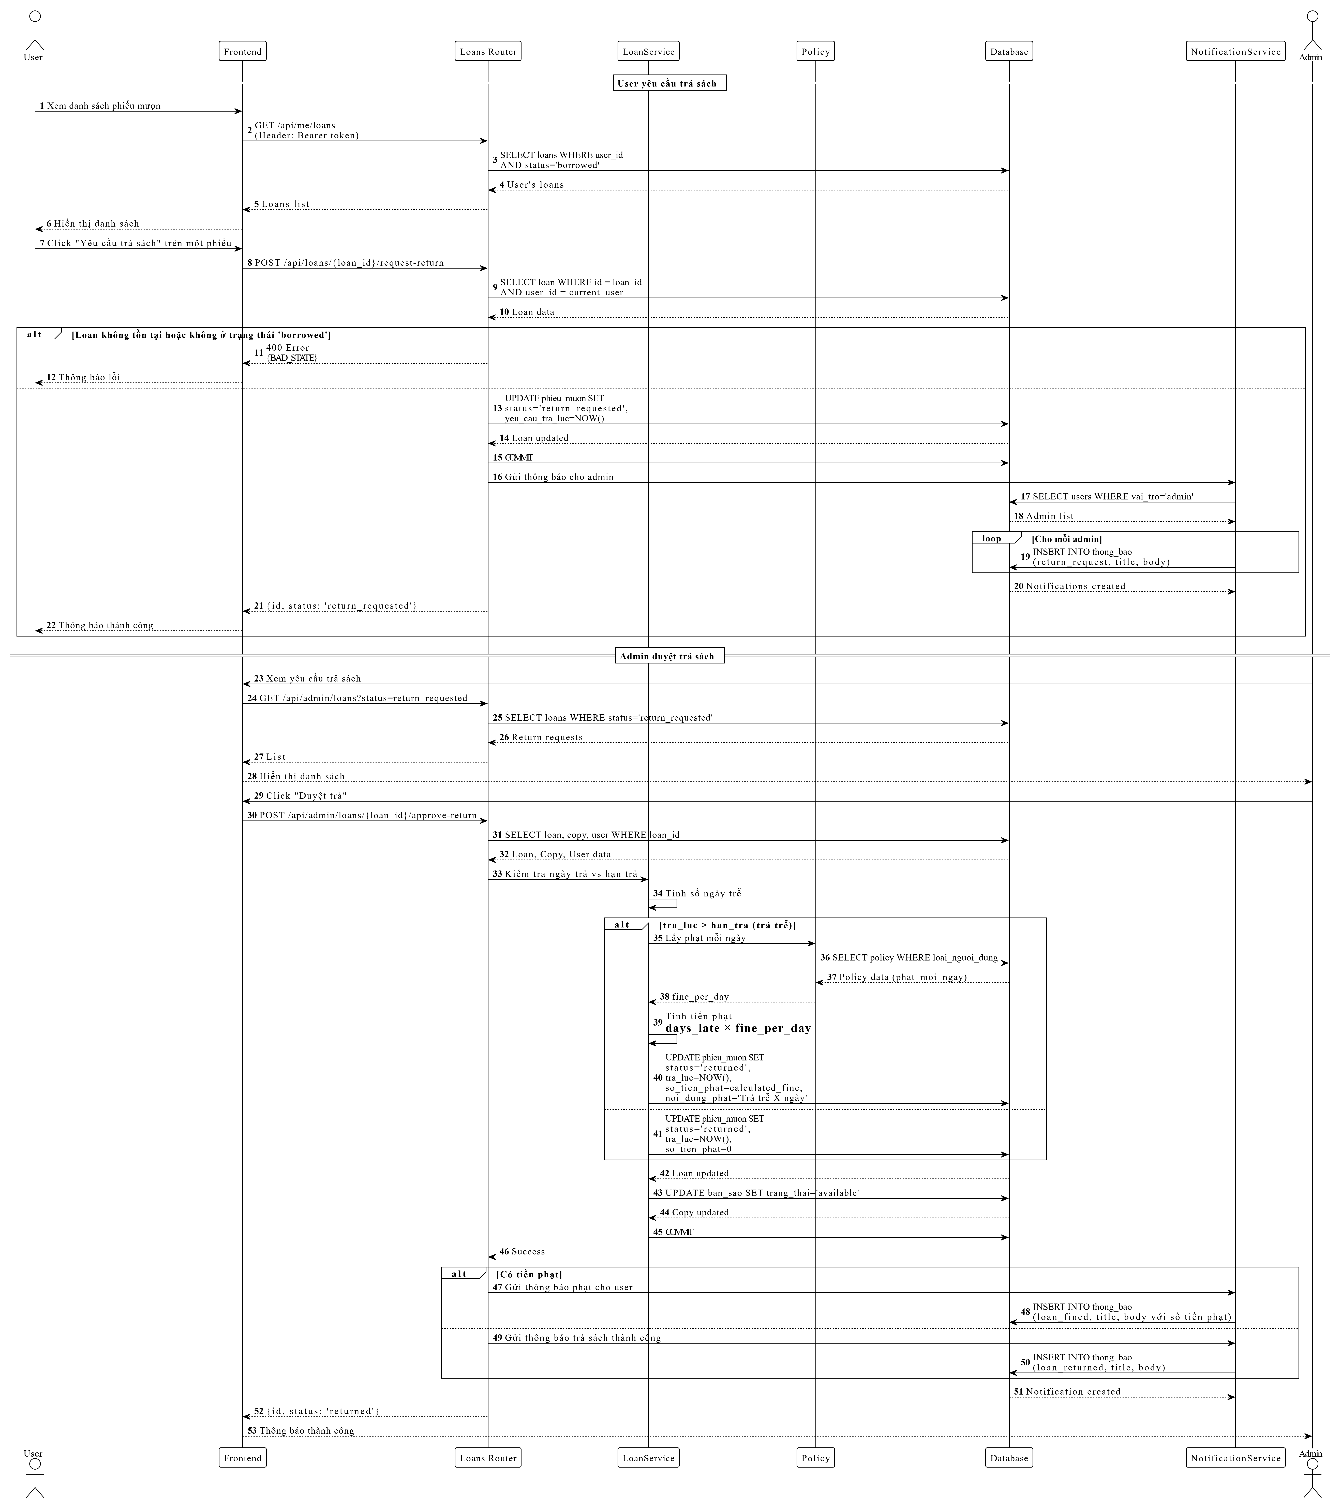 User
Frontend
Loans Router
LoanService
Policy
Database
NotificationService
Admin
User yêu cầu trả sách
1 Xem danh sách phiếu mượn
2 GET /api/me/loans
(Header: Bearer token)
3 SELECT loans WHERE user_id
AND status='borrowed'
4 User's loans
5 Loans list
6 Hiển thị danh sách
7 Click "Yêu cầu trả sách" trên một phiếu
8 POST /api/loans/{loan_id}/request-return
9 SELECT loan WHERE id = loan_id
AND user_id = current_user
10 Loan data
alt [Loan không tồn tại hoặc không ở trạng thái 'borrowed']
11 400 Error
(BAD_STATE)
12 Thông báo lỗi
13 UPDATE phieu_muon SET
status='return_requested',
yeu_cau_tra_luc=NOW()
14 Loan updated
15 COMMIT
16 Gửi thông báo cho admin
17 SELECT users WHERE vai_tro='admin'
18 Admin list
loop [Cho mỗi admin]
19 INSERT INTO thong_bao
(return_request, title, body)
20 Notifications created
21 {id, status: 'return_requested'}
22 Thông báo thành công
Admin duyệt trả sách
23 Xem yêu cầu trả sách
24 GET /api/admin/loans?status=return_requested
25 SELECT loans WHERE status='return_requested'
26 Return requests
27 List
28 Hiển thị danh sách
29 Click "Duyệt trả"
30 POST /api/admin/loans/{loan_id}/approve-return
31 SELECT loan, copy, user WHERE loan_id
32 Loan, Copy, User data
33 Kiểm tra ngày trả vs hạn trả
34 Tính số ngày trễ
alt [tra_luc > han_tra (trả trễ)]
35 Lấy phạt mỗi ngày
36 SELECT policy WHERE loai_nguoi_dung
37 Policy data (phat_moi_ngay)
38 fine_per_day
39 Tính tiền phạt
days_late × fine_per_day
40 UPDATE phieu_muon SET
status='returned',
tra_luc=NOW(),
so_tien_phat=calculated_fine,
noi_dung_phat='Trả trễ X ngày'
41 UPDATE phieu_muon SET
status='returned',
tra_luc=NOW(),
so_tien_phat=0
42 Loan updated
43 UPDATE ban_sao SET trang_thai='available'
44 Copy updated
45 COMMIT
46 Success
alt [Có tiền phạt]
47 Gửi thông báo phạt cho user
48 INSERT INTO thong_bao
(loan_fined, title, body với số tiền phạt)
49 Gửi thông báo trả sách thành công
50 INSERT INTO thong_bao
(loan_returned, title, body)
51 Notification created
52 {id, status: 'returned'}
53 Thông báo thành công
User
Frontend
Loans Router
LoanService
Policy
Database
NotificationService
Admin